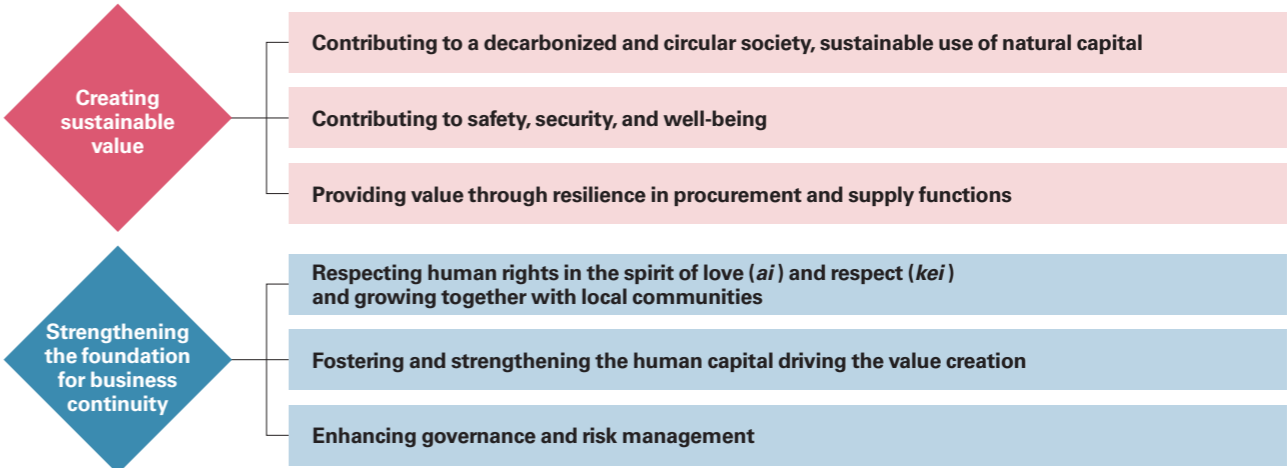 Creating
sustainable
value
Contributing to a decarbonized and circular society, sustainable use of natural capital
Contributing to safety, security, and well-being
Providing value through resilience in procurement and supply functions
Strengthening
the foundation
for business
continuity
Respecting human rights in the spirit of love (ai) and respect (kei)
and growing together with local communities
Fostering and strengthening the human capital driving the value creation
Enhancing governance and risk management